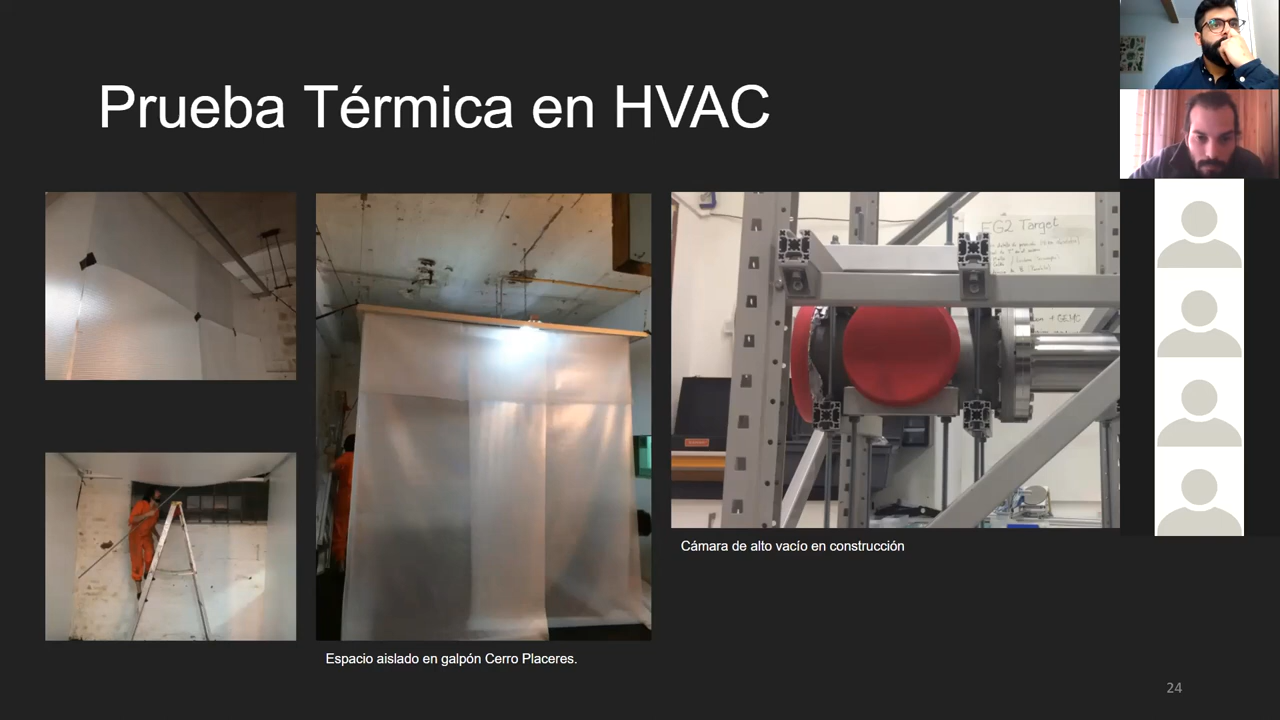 Prueba Térmica en HVAC
EG2 Target
Cámara de alto vacío en construcción
Espacio aislado en galpón Cerro Placeres.
24